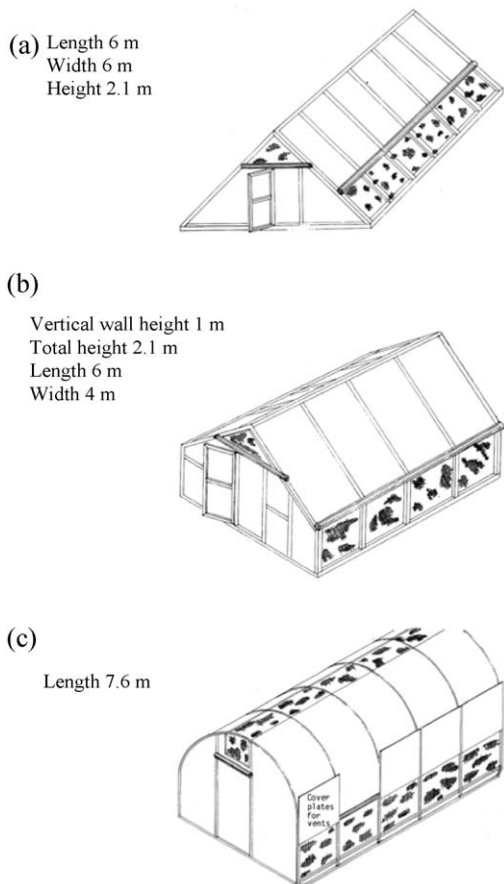 (a) Length 6 m
Width 6 m
Height 2.1 m
(b)
Vertical wall height 1 m
Total height 2.1 m
Length 6 m
Width 4 m
(c)
Length 7.6 m
Cover
plates
for
vents